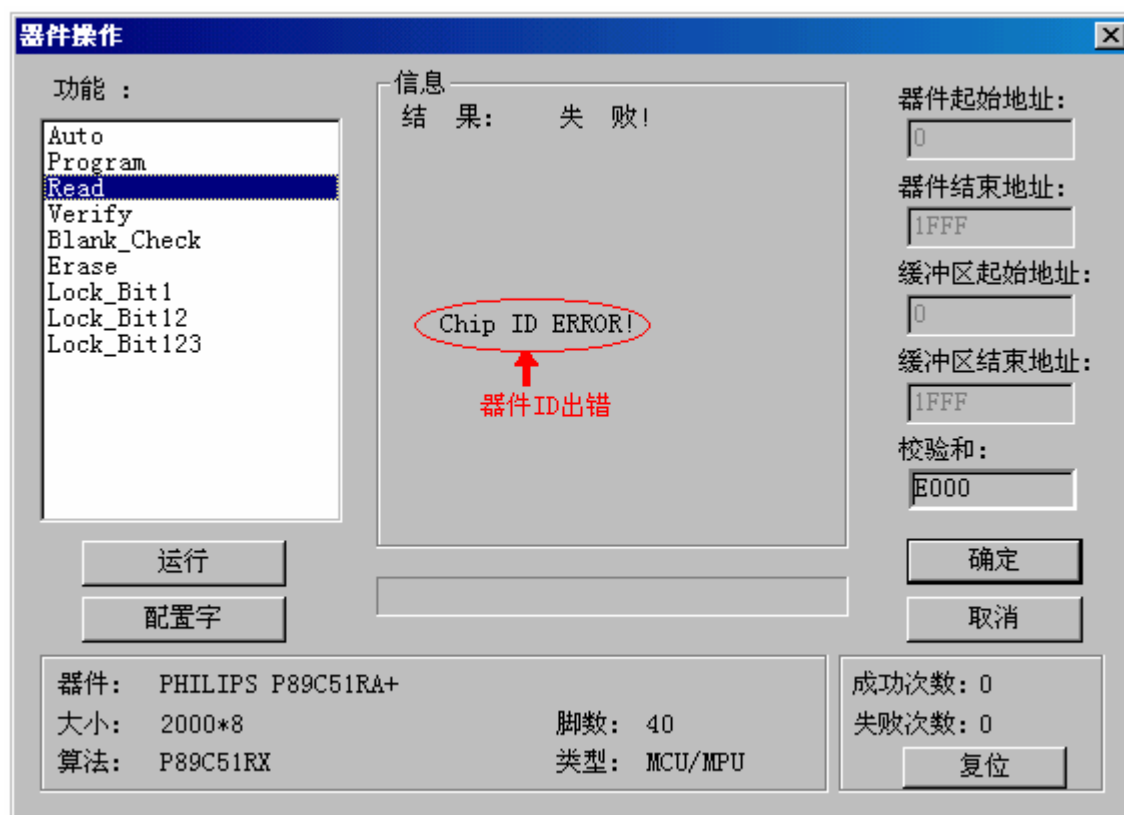 器件操作
功能 :
Auto
Program
Read
Verify
Blank_Check
Erase
Lock_Bit1
Lock_Bit12
Lock_Bit123
运行
配置字
信息
结 果: 失 败!
Chip ID ERROR!
器件ID出错
器件起始地址:
0
器件结束地址:
1FFF
缓冲区起始地址:
0
缓冲区结束地址:
1FFF
校验和:
E000
确定
取消
器件: PHILIPS P89C51RA+
大小: 2000*8 脚数: 40
算法: P89C51RX 类型: MCU/MPU
成功次数: 0
失败次数: 0
复位